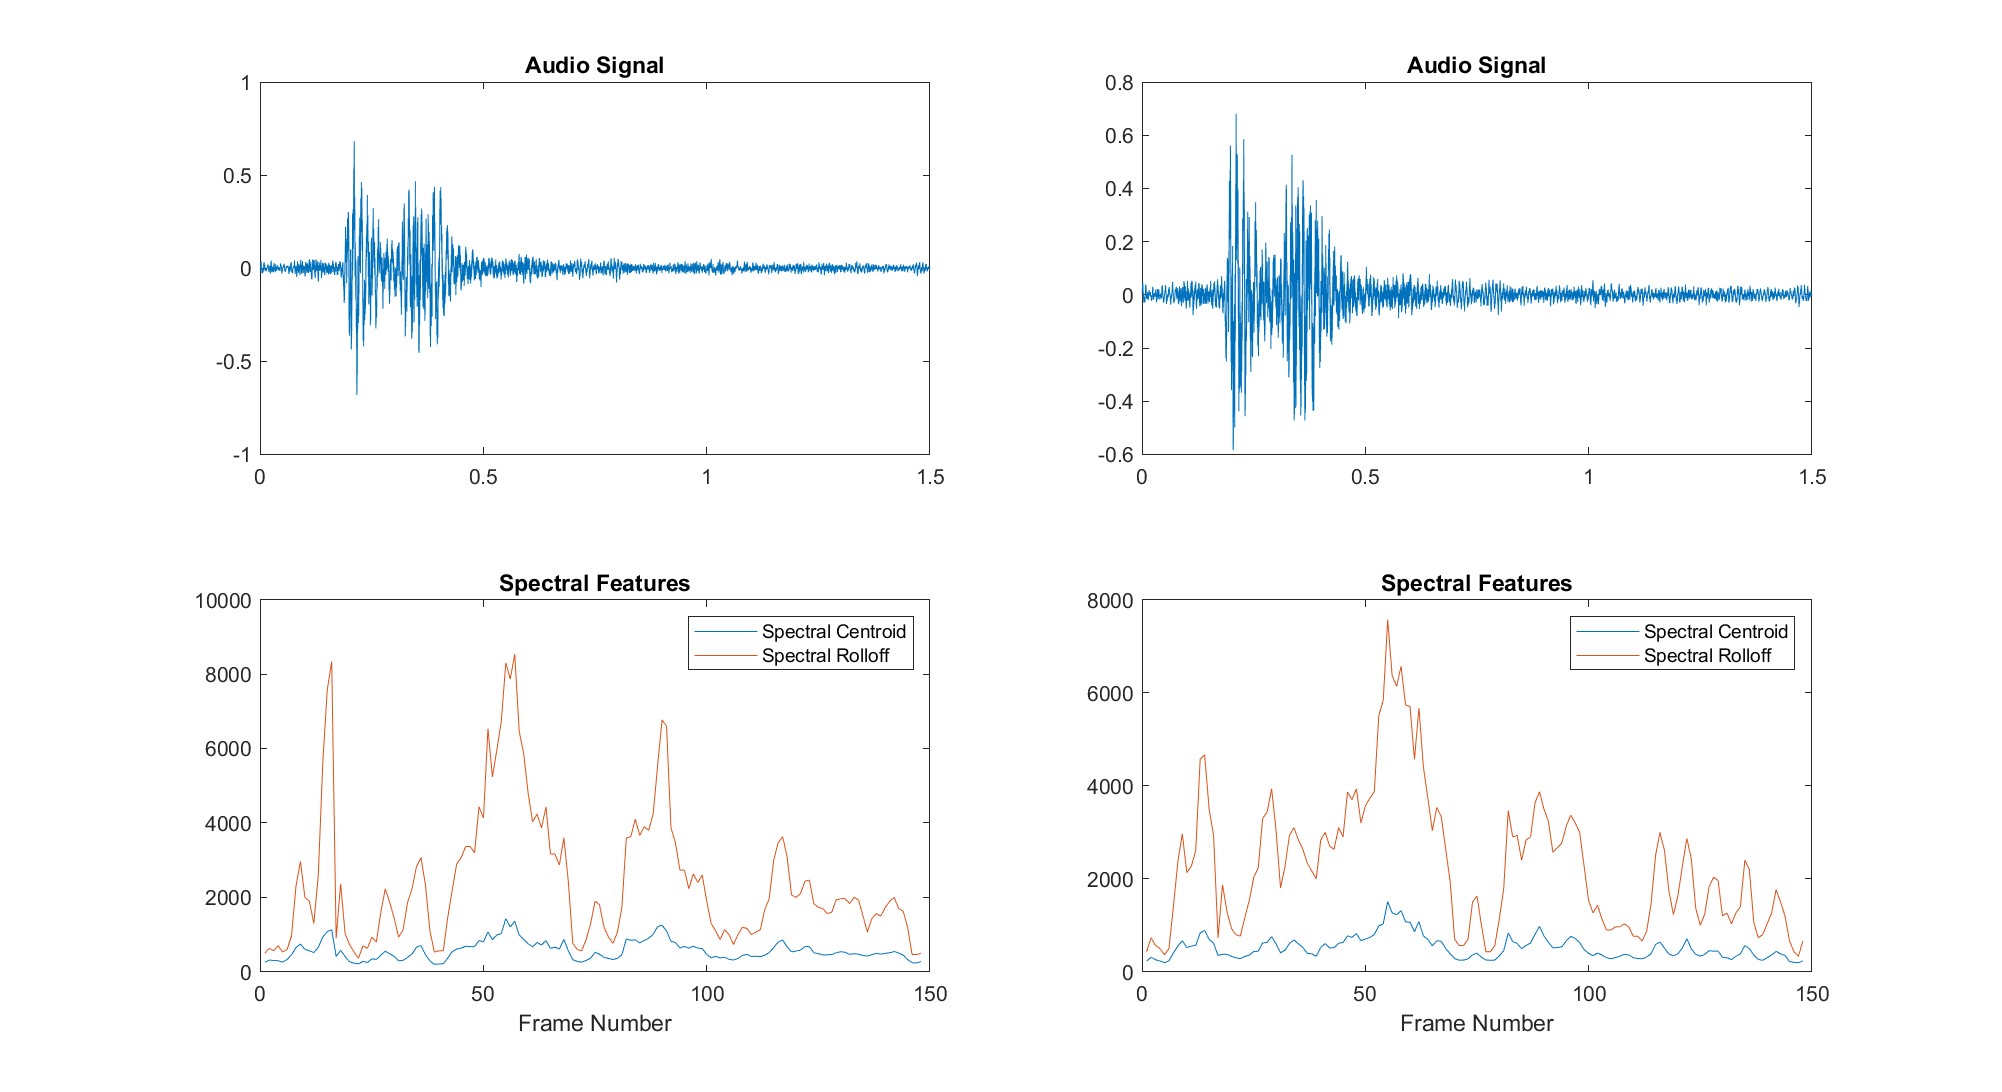 Audio Signal
1
0.5
0
-0.5
-1
0 0.5 1 1.5
Audio Signal
0.8
0.6
0.4
0.2
0
-0.2
-0.4
-0.6
0 0.5 1 1.5
Spectral Features
10000
8000
6000
4000
2000
0
Spectral Centroid
Spectral Rolloff
0 50 100 150
Frame Number
Spectral Features
8000
6000
4000
2000
0
Spectral Centroid
Spectral Rolloff
0 50 100 150
Frame Number